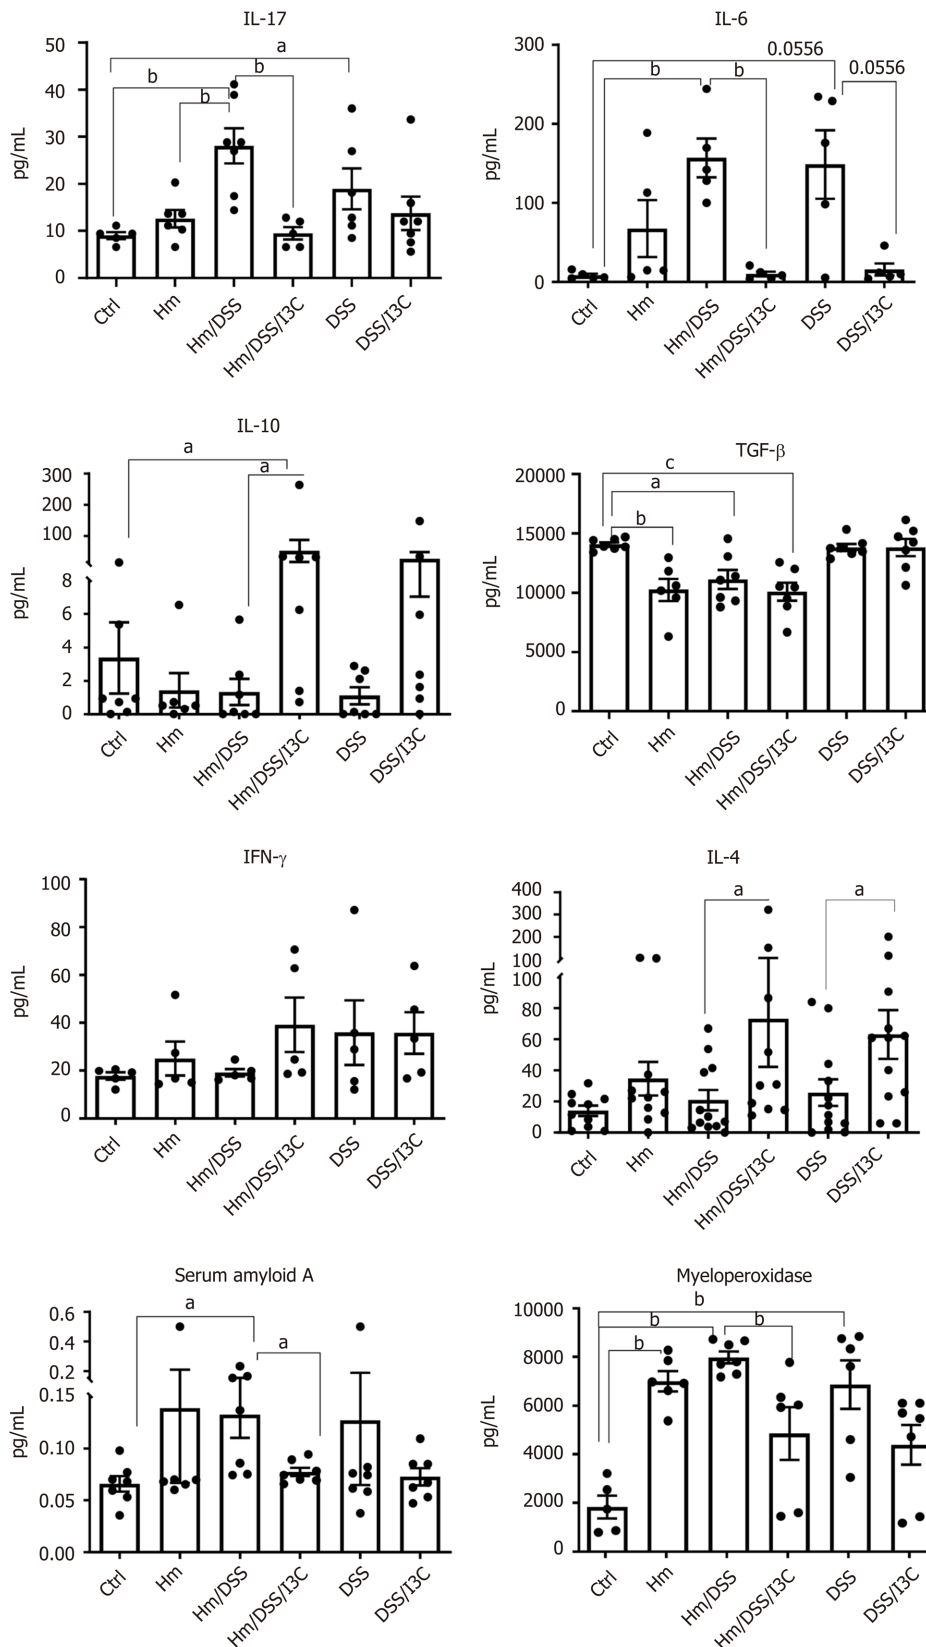 IL-17
50
40
30
20
10
0
pg/mL
a
b
b
b
Ctrl
Hm
Hm/DSS
Hm/DSS/I3C
DSS
DSS/I3C
IL-6
300
200
100
0
pg/mL
0.0556
0.0556
b
b
Ctrl
Hm
Hm/DSS
Hm/DSS/I3C
DSS
DSS/I3C
IL-10
300
200
100
8
6
4
2
0
pg/mL
a
a
Ctrl
Hm
Hm/DSS
Hm/DSS/I3C
DSS
DSS/I3C
TGF-β
20000
15000
10000
5000
0
pg/mL
c
a
b
Ctrl
Hm
Hm/DSS
Hm/DSS/I3C
DSS
DSS/I3C
IFN-γ
100
80
60
40
20
0
pg/mL
Ctrl
Hm
Hm/DSS
Hm/DSS/I3C
DSS
DSS/I3C
IL-4
400
300
200
100
100
80
60
40
20
0
pg/mL
a
a
Ctrl
Hm
Hm/DSS
Hm/DSS/I3C
DSS
DSS/I3C
Serum amyloid A
0.6
0.4
0.2
0.15
0.10
0.05
0.00
pg/mL
a
a
Ctrl
Hm
Hm/DSS
Hm/DSS/I3C
DSS
DSS/I3C
Myeloperoxidase
10000
8000
6000
4000
2000
0
pg/mL
b
b
b
b
Ctrl
Hm
Hm/DSS
Hm/DSS/I3C
DSS
DSS/I3C